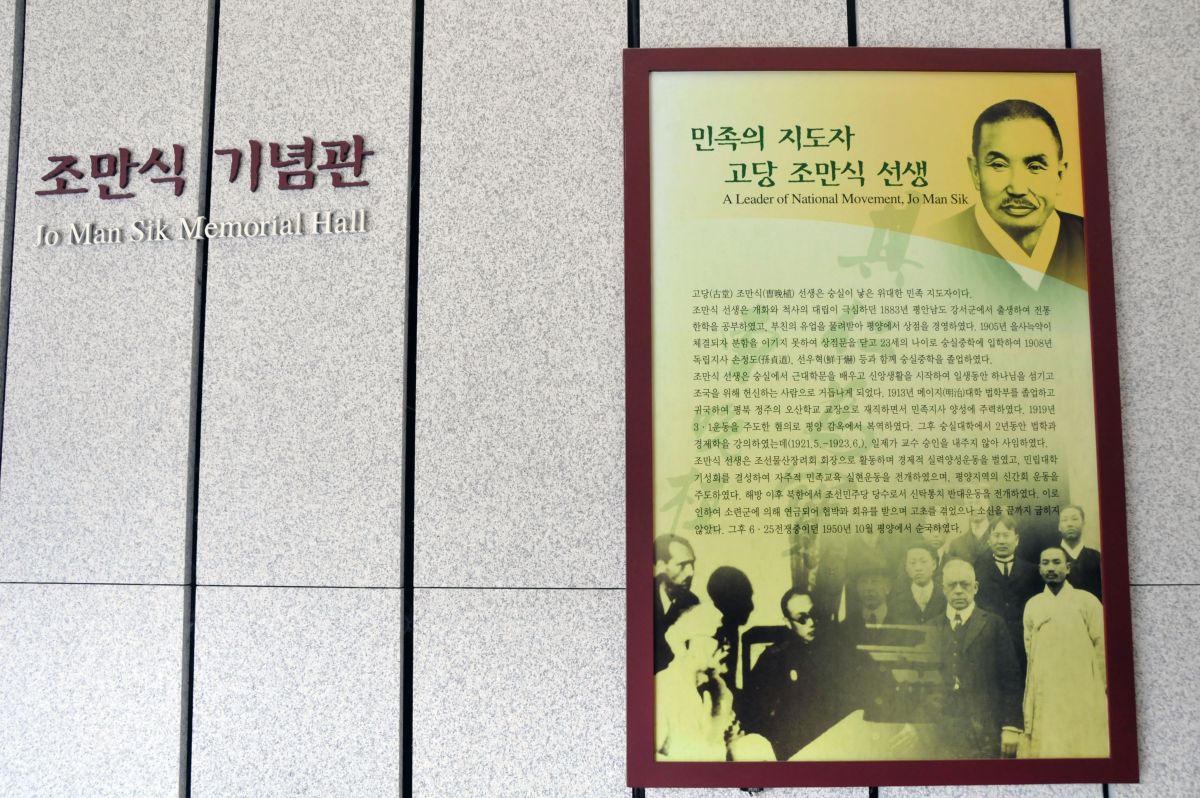 조만식 기념관
Jo Man Sik Memorial Hall
민족의 지도자
고당 조만식 선생
A Leader of National Movement, Jo Man Sik
고당(古堂) 조만식(曺晩植) 선생은 숭실이 낳은 위대한 민족 지도자이다.
조만식 선생은 개화와 척사의 대립이 극심하던 1883년 평안남도 강서군에서 출생하여 전통
한학을 공부하였고, 부친의 유업을 물려받아 평양에서 상점을 경영하였다. 1905년 을사늑약이
체결되자 분함을 이기지 못하여 상점문을 닫고 23세의 나이로 숭실중학에 입학하여 1908년
독립지사 손정도(孫貞道), 선우혁(鮮于爀) 등과 함께 숭실중학을 졸업하였다.
조만식 선생은 숭실에서 근대학문을 배우고 신앙생활을 시작하여 일생동안 하나님을 섬기고
조국을 위해 헌신하는 사람으로 거듭나게 되었다. 1913년 메이지(明治)대학 법학부를 졸업하고
귀국하여 평북 정주의 오산학교 교장으로 재직하면서 민족지사 양성에 주력하였다. 1919년
3·1운동을 주도한 혐의로 평양 감옥에서 복역하였다. 그후 숭실대학에서 2년동안 법학과
경제학을 강의하였는데(1921.5.-1923.6.), 일제가 교수 승인을 내주지 않아 사임하였다.
조만식 선생은 조선물산장려회 회장으로 활동하며 경제적 실력양성운동을 벌였고, 민립대학
기성회를 결성하여 자주적 민족교육 실현운동을 전개하였으며, 평양지역의 신간회 운동을
주도하였다. 해방 이후 북한에서 조선민주당 당수로서 신탁통치 반대운동을 전개하였다. 이로
인하여 소련군에 의해 연금되어 협박과 회유를 받으며 고초를 겪었으나 소신을 끝까지 굽히지
않았다. 그후 6·25전쟁중이던 1950년 10월 평양에서 순국하였다.